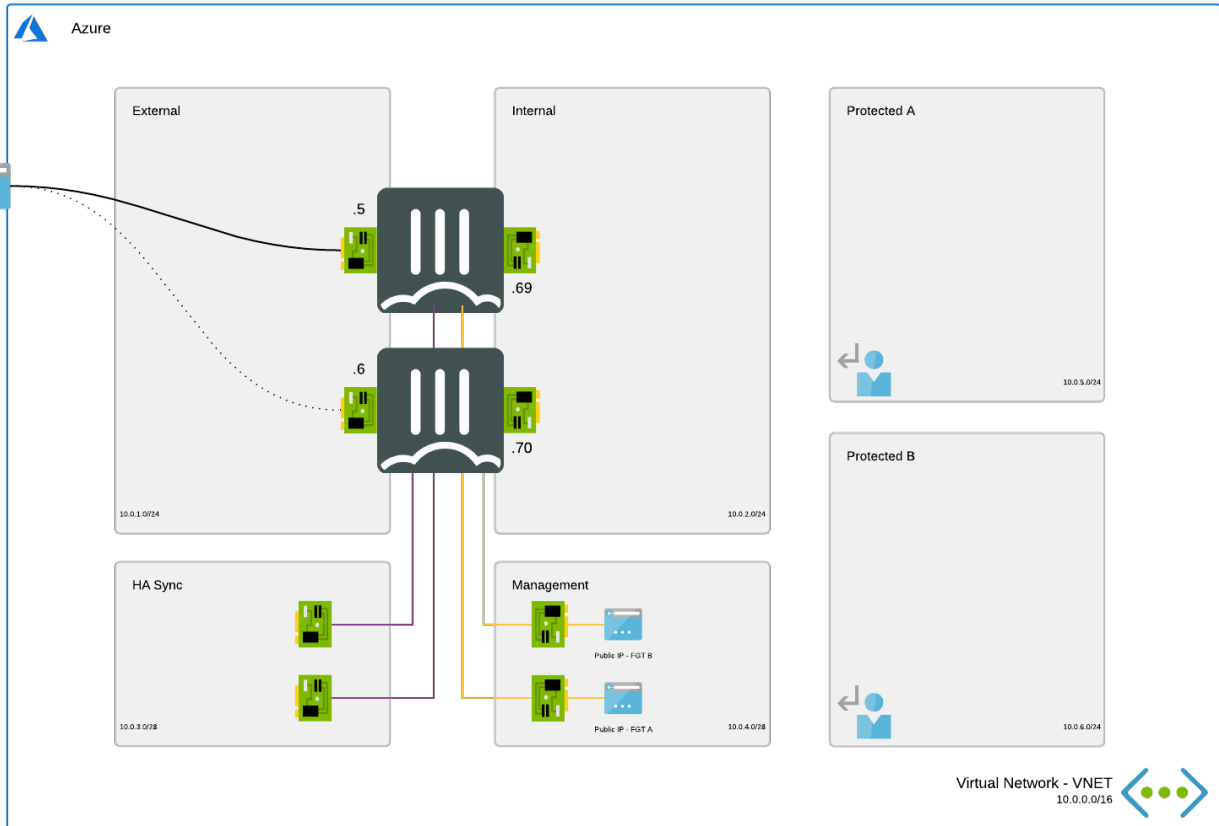 Azure
External
Internal
Protected A
.5
.69
.6
.70
10.0.5.0/24
Protected B
10.0.1.0//24
10.0.2.0/24
HA Sync
Management
Public IP - FGT B
Public IP - FGT A
10.0.3.0/28
10.0.4.0/28
10.0.6.0/24
Virtual Network - VNET
10.0.0.0/16